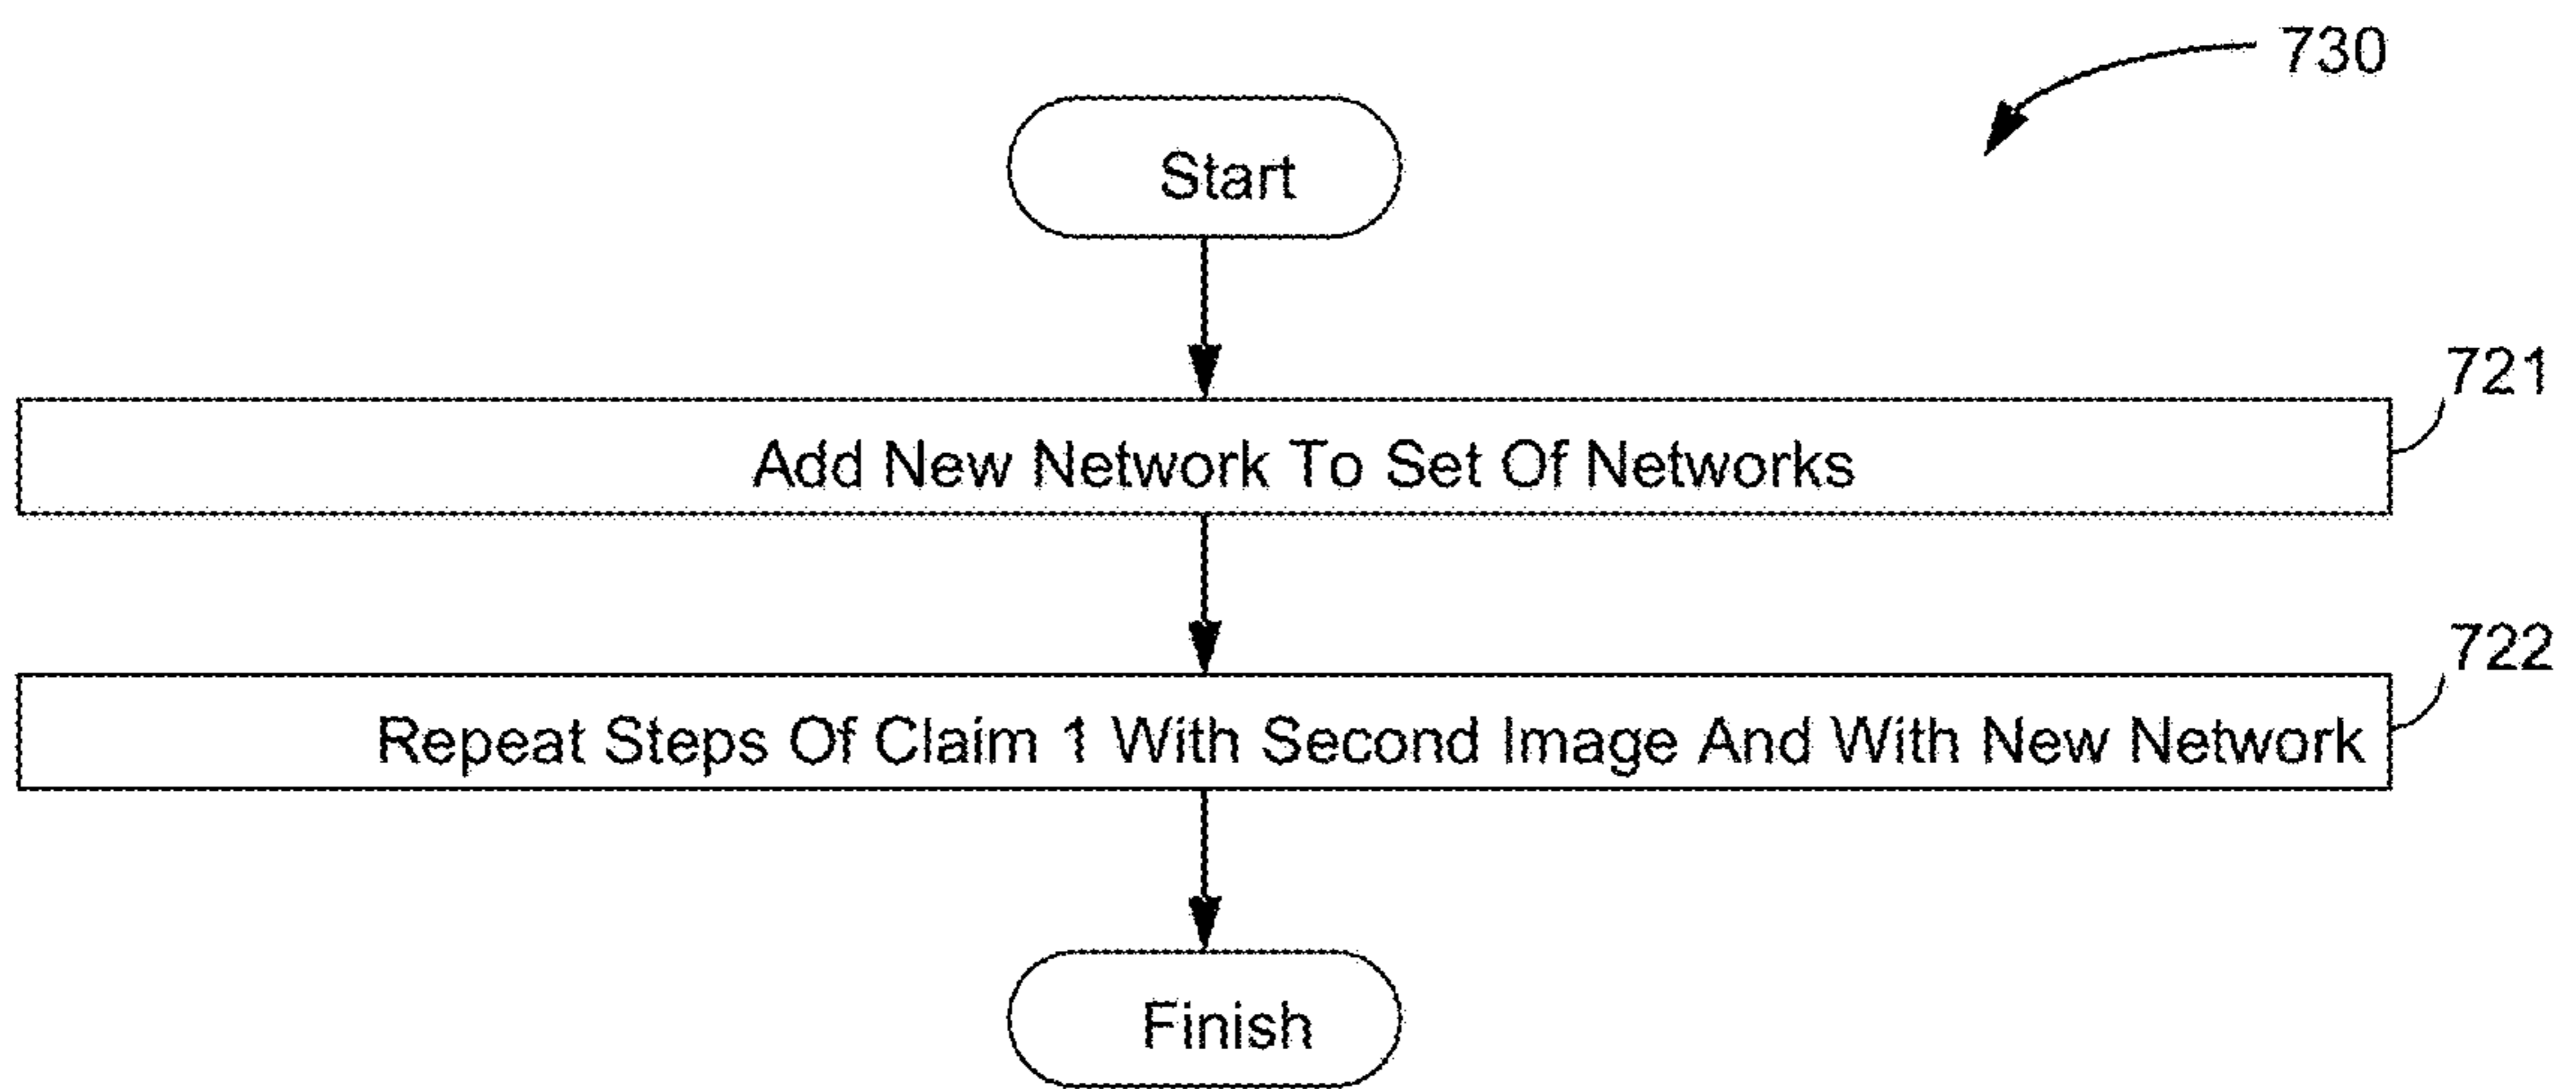 730
Start
721
Add New Network To Set Of Networks
722
Repeat Steps Of Claim 1 With Second Image And With New Network
Finish